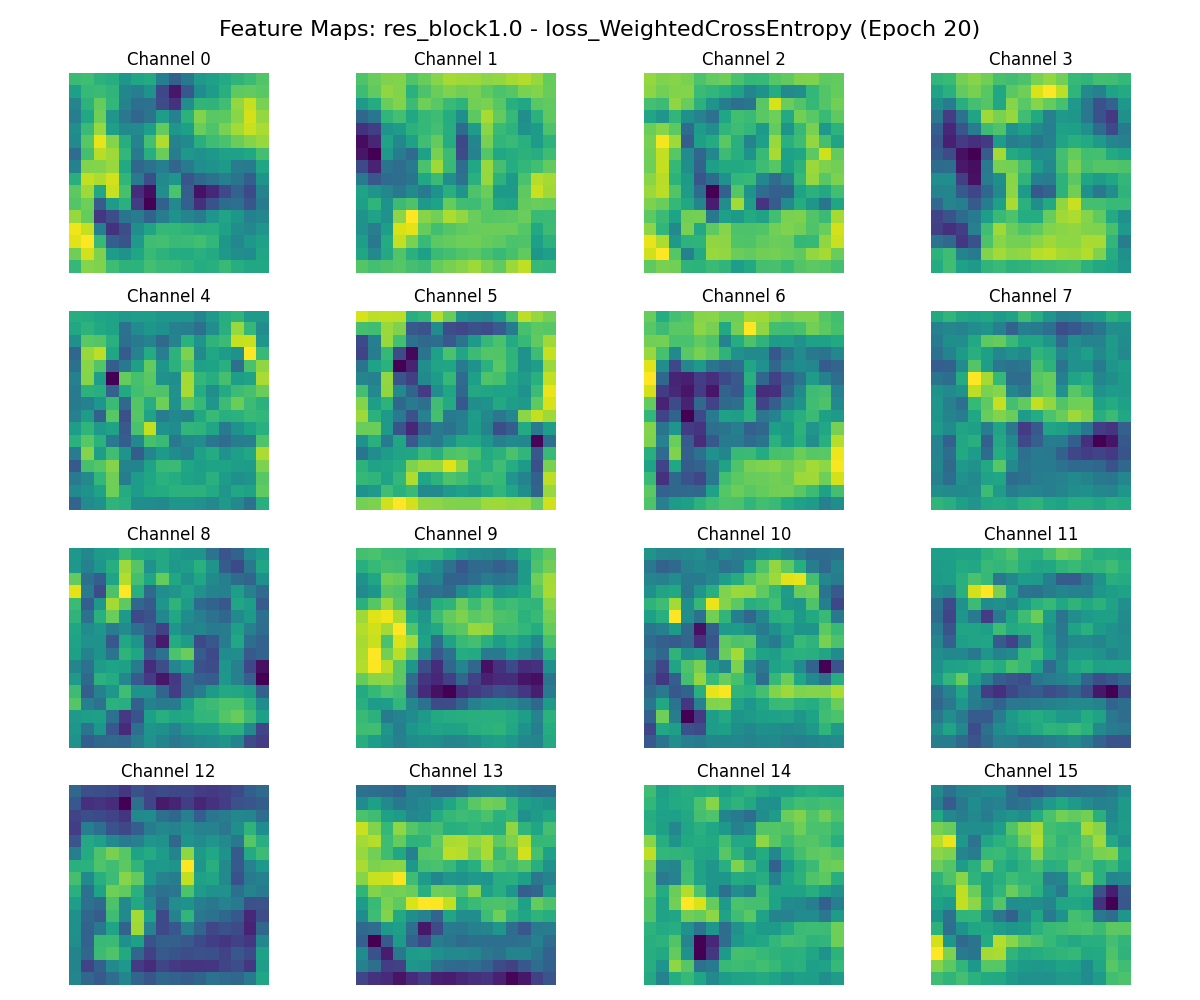 Feature Maps: res_block1.0 - loss_WeightedCrossEntropy (Epoch 20)
Channel 0 Channel 1 Channel 2 Channel 3
Channel 4 Channel 5 Channel 6 Channel 7
Channel 8 Channel 9 Channel 10 Channel 11
Channel 12 Channel 13 Channel 14 Channel 15